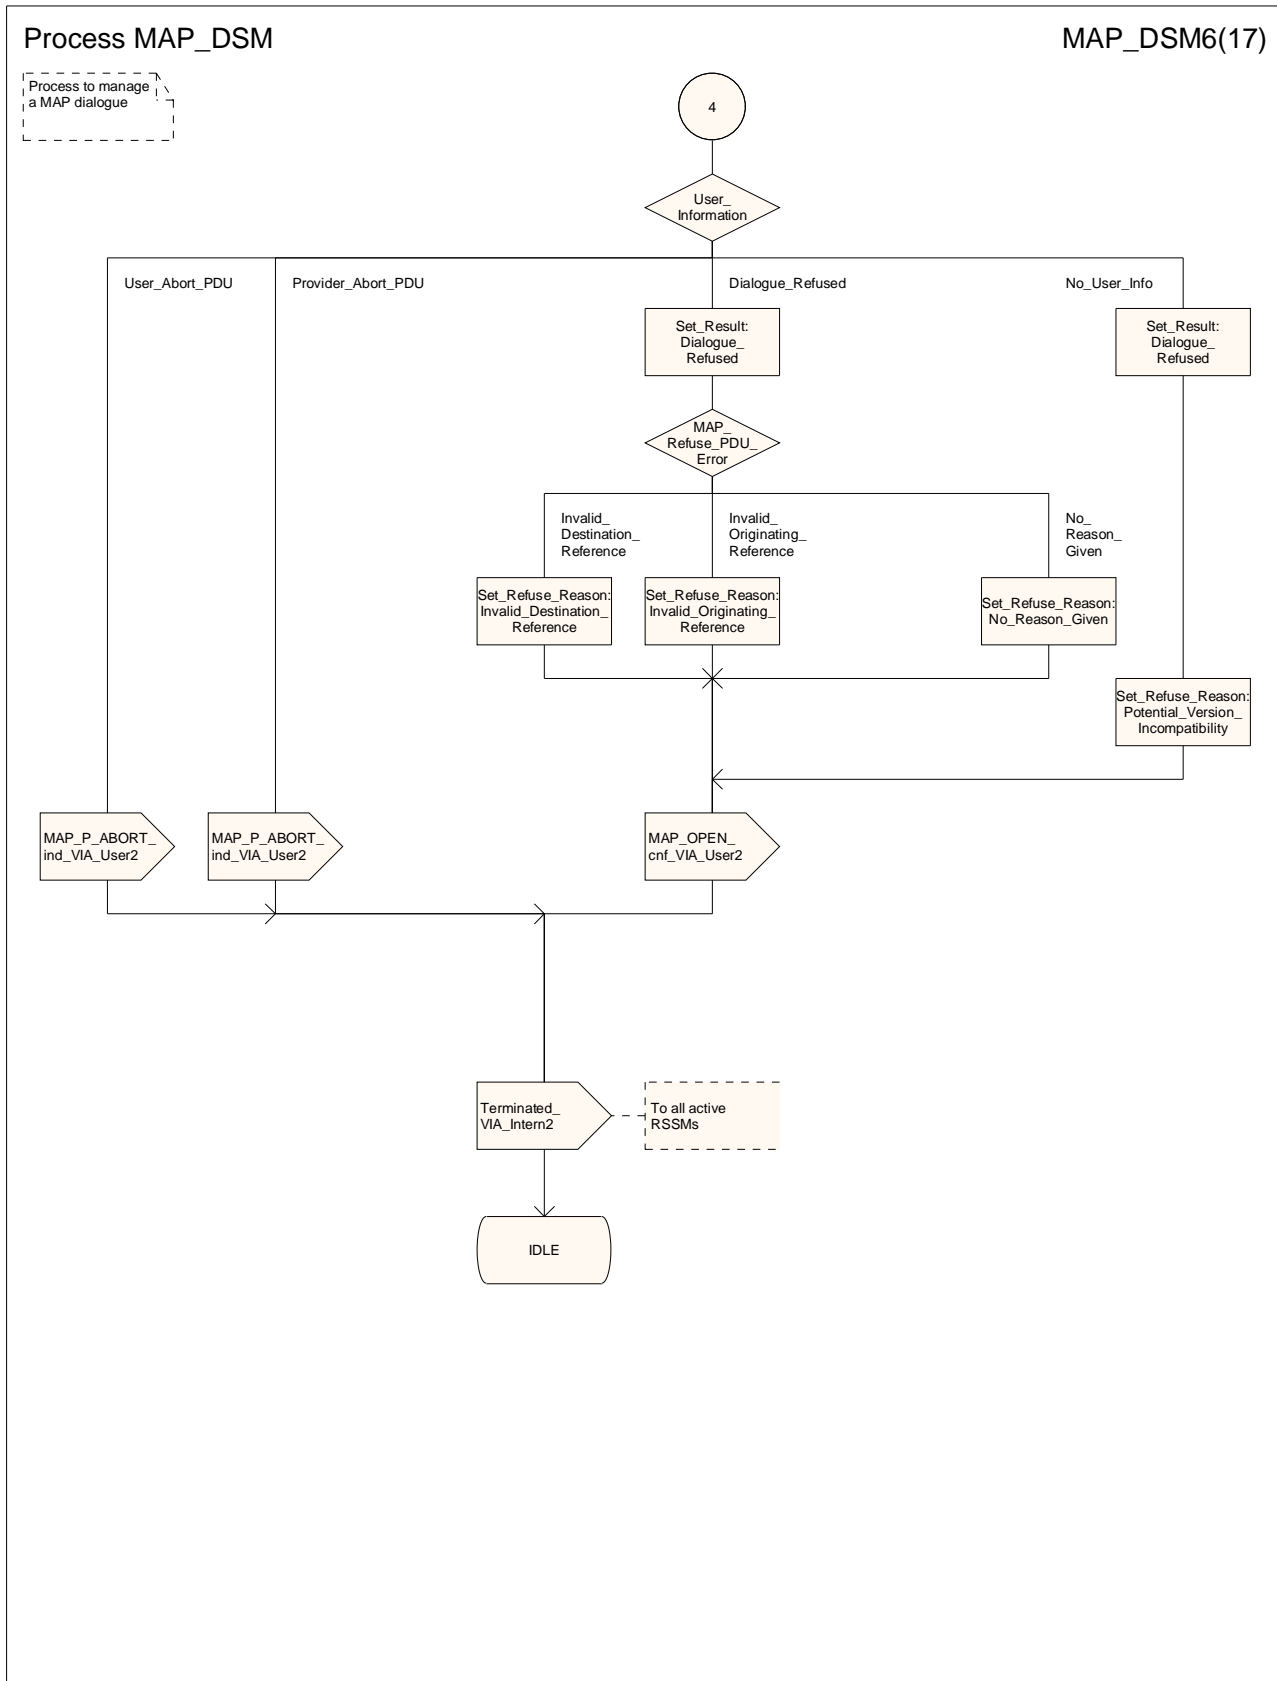 Process MAP_DSM
MAP_DSM6(17)
Process to manage
a MAP dialogue
4
User_
Information
User_Abort_PDU
Provider_Abort_PDU
Dialogue_Refused
No_User_Info
Set_Result:
Dialogue_
Refused
Set_Result:
Dialogue_
Refused
MAP_
Refuse_PDU_
Error
Invalid_
Destination_
Reference
Invalid_
Originating_
Reference
No_
Reason_
Given
Set_Refuse_Reason:
Invalid_Destination_
Reference
Set_Refuse_Reason:
Invalid_Originating_
Reference
Set_Refuse_Reason:
No_Reason_Given
Set_Refuse_Reason:
Potential_Version_
Incompatibility
MAP_P_ABORT_
ind_VIA_User2
MAP_P_ABORT_
ind_VIA_User2
MAP_OPEN_
cnf_VIA_User2
Terminated_
VIA_Intern2
To all active
RSSMs
IDLE